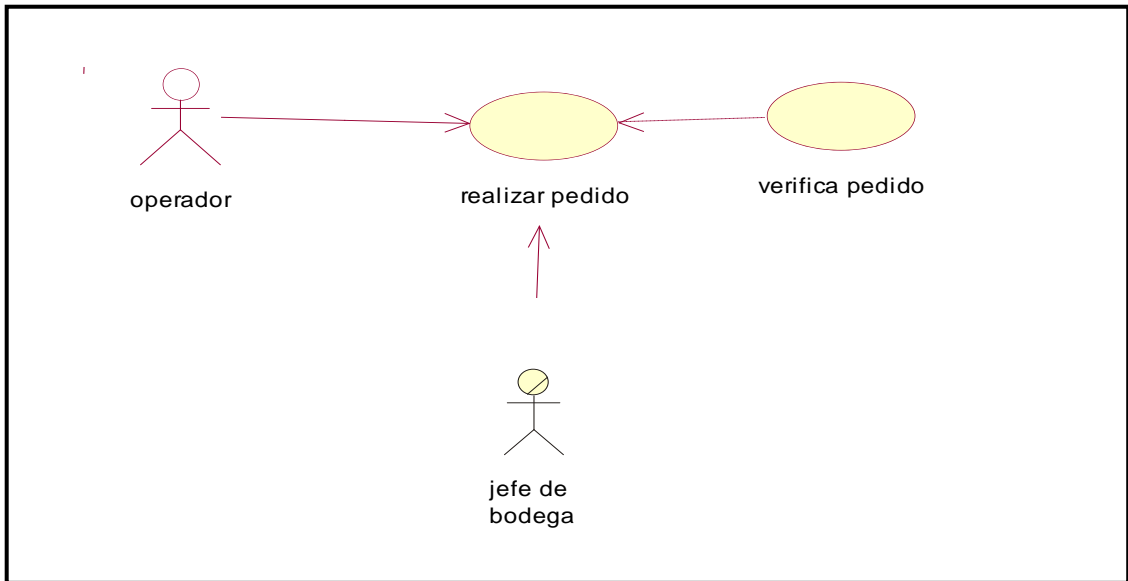 operador
realizar pedido
verifica pedido
jefe de
bodega